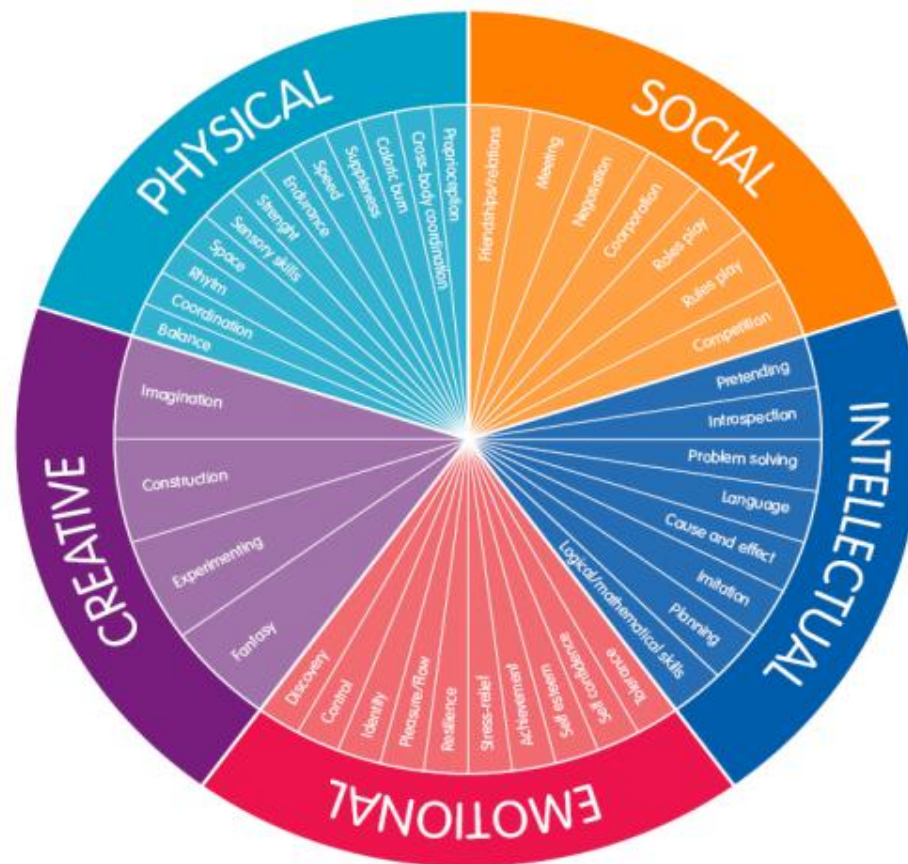 PHYSICAL
Balance
Coordination
Rhytm
Space
Sensory skills
Strenght
Endurance
Speed
Suppleness
Caloric burn
Cross-body coordination
Proprioception
SOCIAL
Friendships/relations
Meeting
Negotiation
Coorporation
Roles play
Rules play
Competition
INTELLECTUAL
Pretending
Introspection
Problem solving
Language
Cause and effect
Imitation
Planning
Logical/mathematical skills
EMOTIONAL
Tolerance
Self confidence
Self esteem
Achievement
Stress-relief
Resilience
Pleasure/Flow
Identity
Control
Discovery
CREATIVE
Fantasy
Experimenting
Construction
Imagination